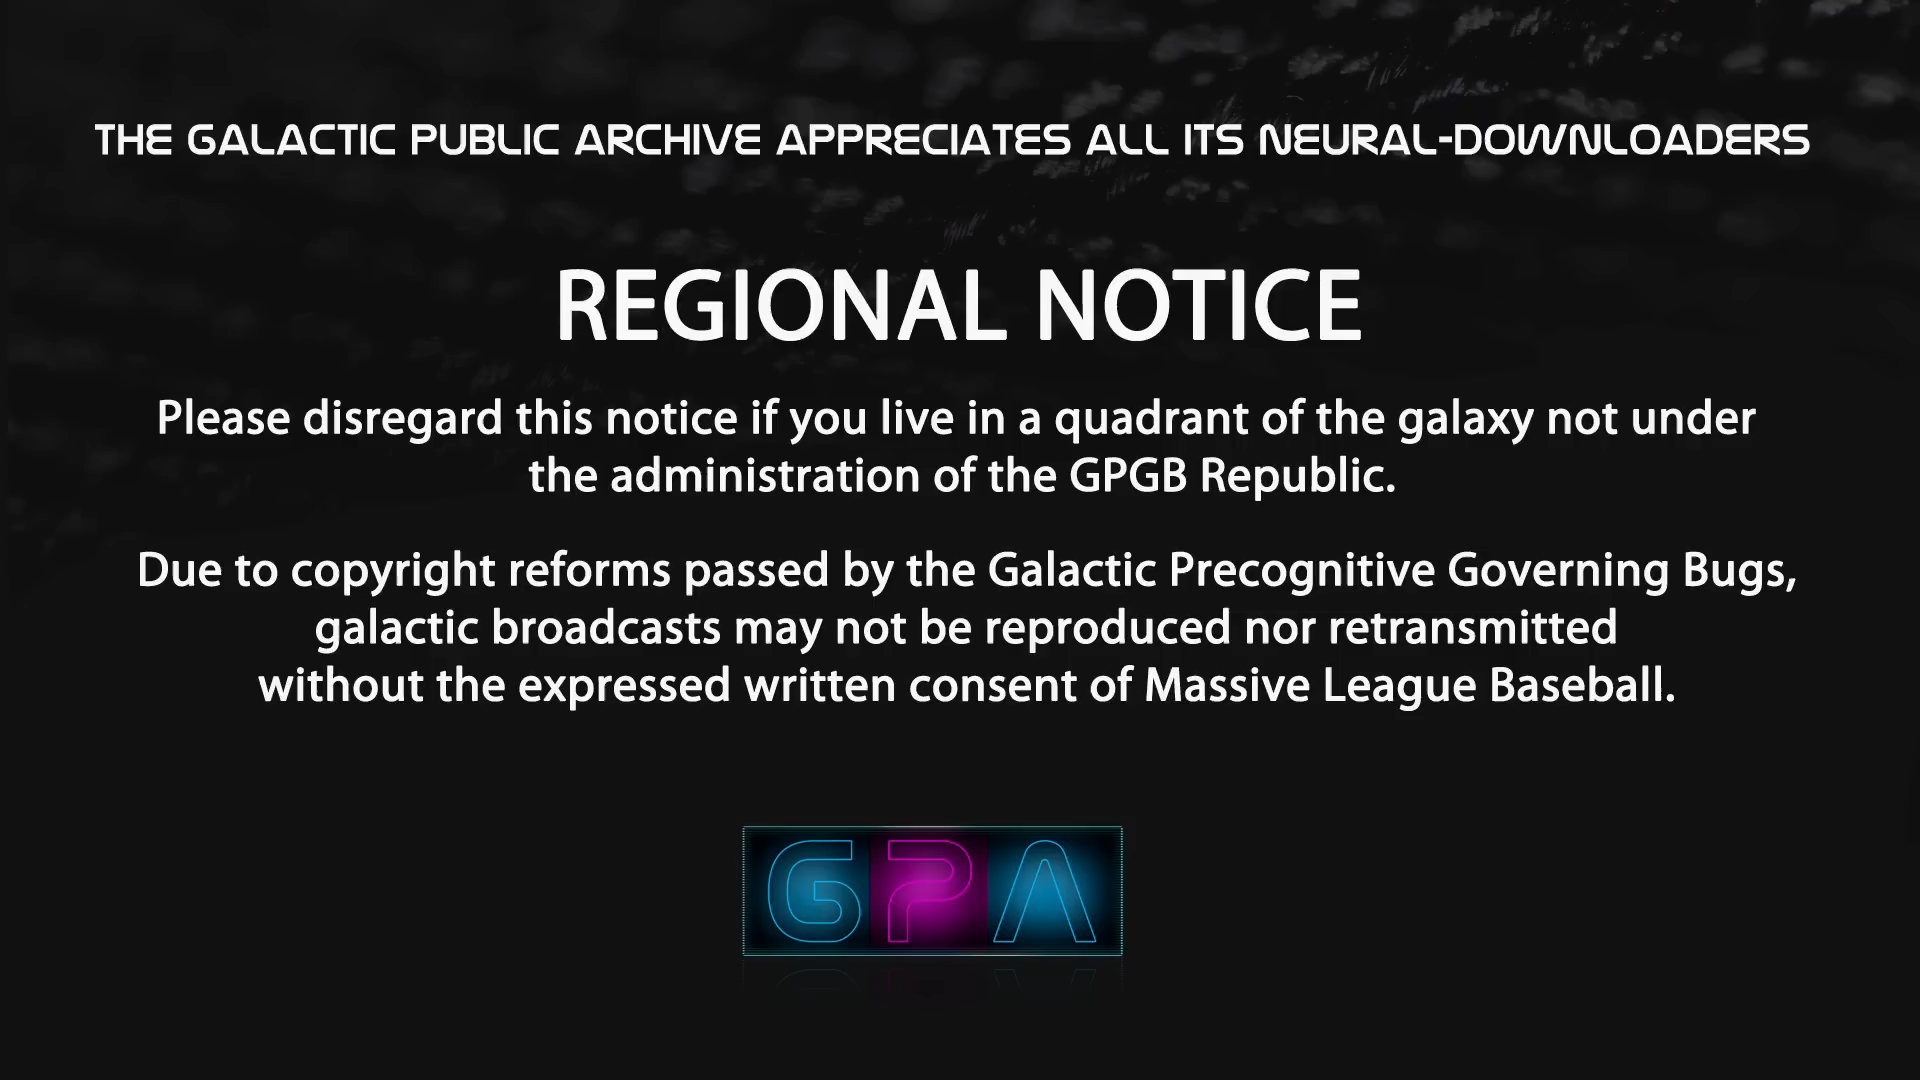 THE GALACTIC PUBLIC ARCHIVE APPRECIATES ALL ITS NEURAL-DOWNLOADERS
REGIONAL NOTICE
Please disregard this notice if you live in a quadrant of the galaxy not under
the administration of the GPGB Republic.
Due to copyright reforms passed by the Galactic Precognitive Governing Bugs,
galactic broadcasts may not be reproduced nor retransmitted
without the expressed written consent of Massive League Baseball.
GPA